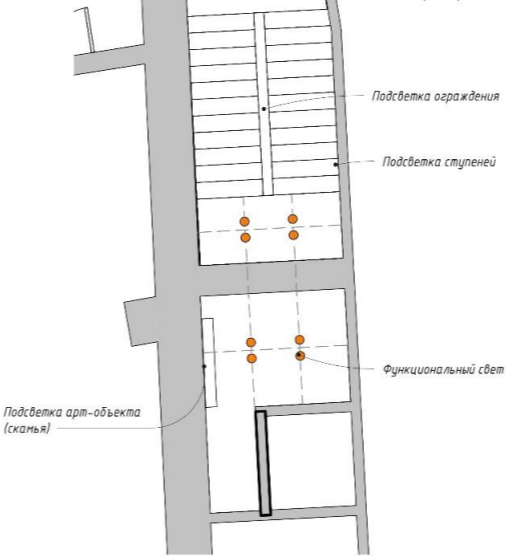 Подсветка ограждения
Подсветка ступеней
Функциональный свет
Подсветка арт-объекта
(скамья)